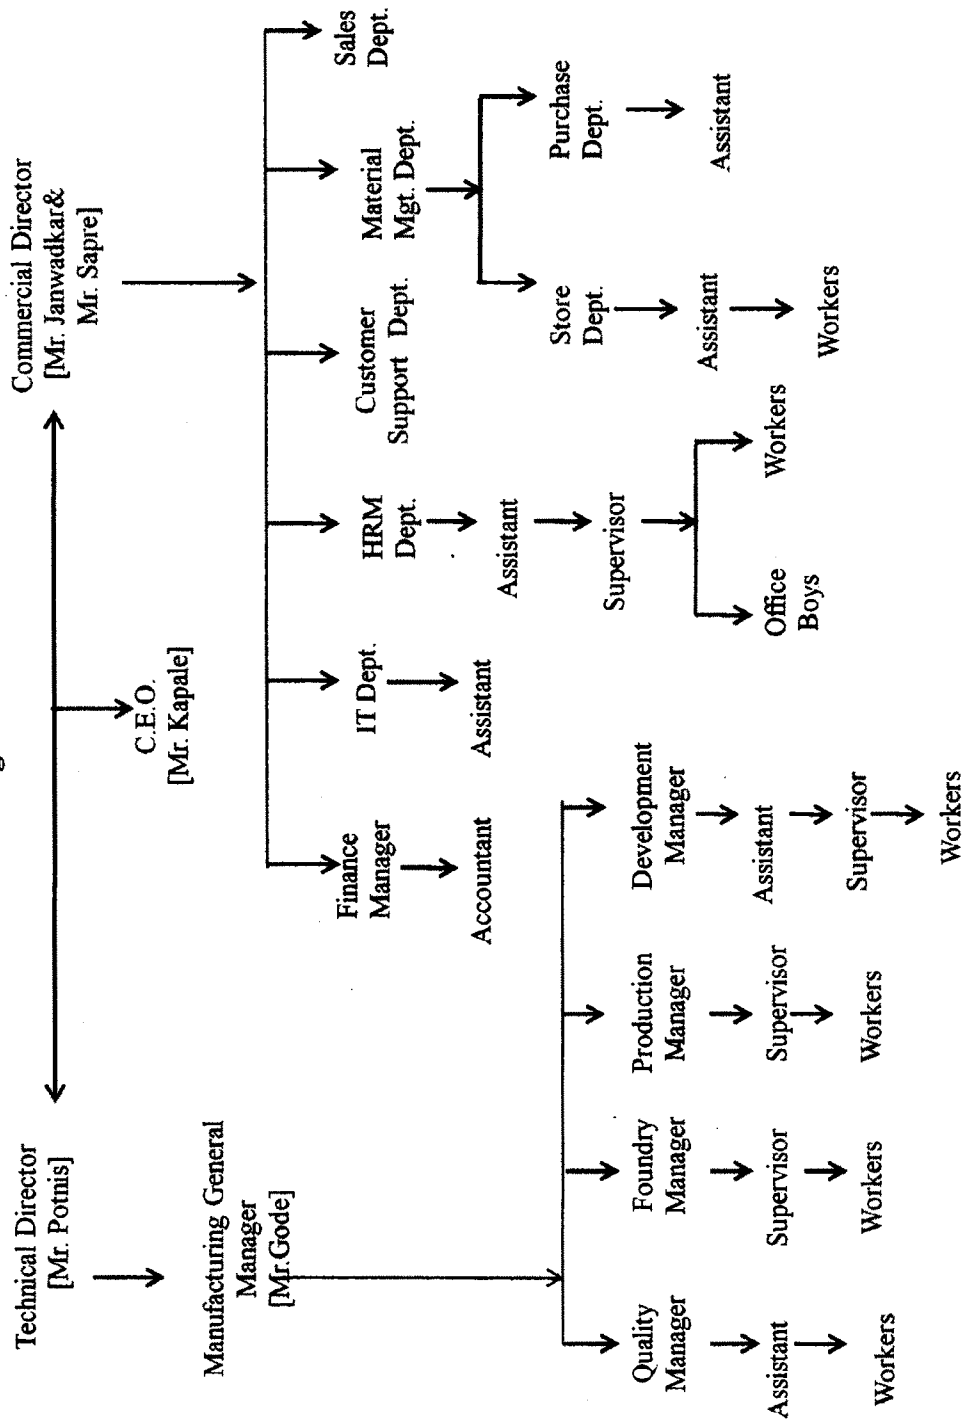 Technical Director
[Mr. Potnis]
Commercial Director
[Mr. Janwadkar&
Mr. Sapre]
C.E.O.
[Mr. Kapale]
Manufacturing General
Manager
[Mr.Gode]
Finance
Manager
IT Dept.
HRM
Dept.
Customer
Support Dept.
Material
Mgt. Dept.
Sales
Dept.
Accountant
Assistant
Assistant
Supervisor
Office
Boys
Workers
Store
Dept.
Purchase
Dept.
Assistant
Assistant
Workers
Quality
Manager
Foundry
Manager
Production
Manager
Development
Manager
Assistant
Supervisor
Supervisor
Assistant
Workers
Workers
Workers
Supervisor
Workers